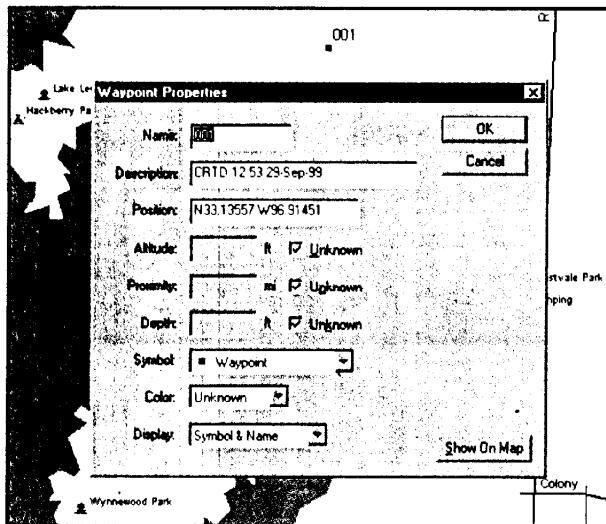 001
R
Lake Le
Hackberry Pa
Waypoint Properties
Name: 001
OK
Cancel
Description: CRTD 12 53 29-Sep-99
Position: N33.13557 W96.91451
Altitude: ft Unknown
Proximity: mi Unknown
Depth: ft Unknown
Symbol: Waypoint
Color: Unknown
Display: Symbol & Name
Show On Map
stvale Park
ping
Wynnewood Park
Colony